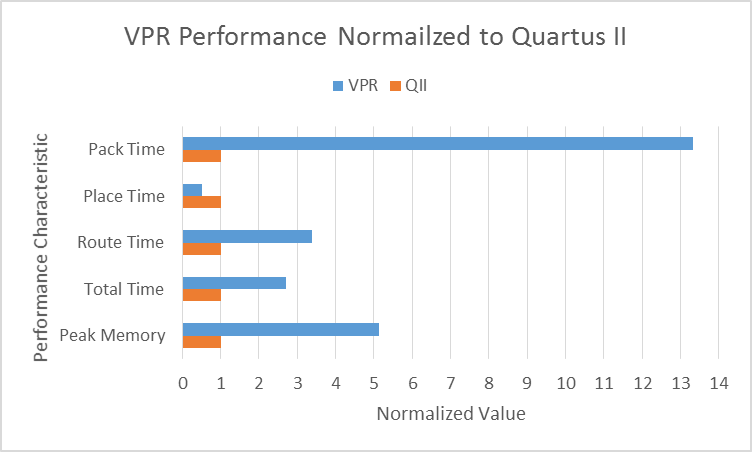 VPR Performance Normailzed to Quartus II
VPR QII
Performance Characteristic
Pack Time
Place Time
Route Time
Total Time
Peak Memory
0 1 2 3 4 5 6 7 8 9 10 11 12 13 14
Normalized Value